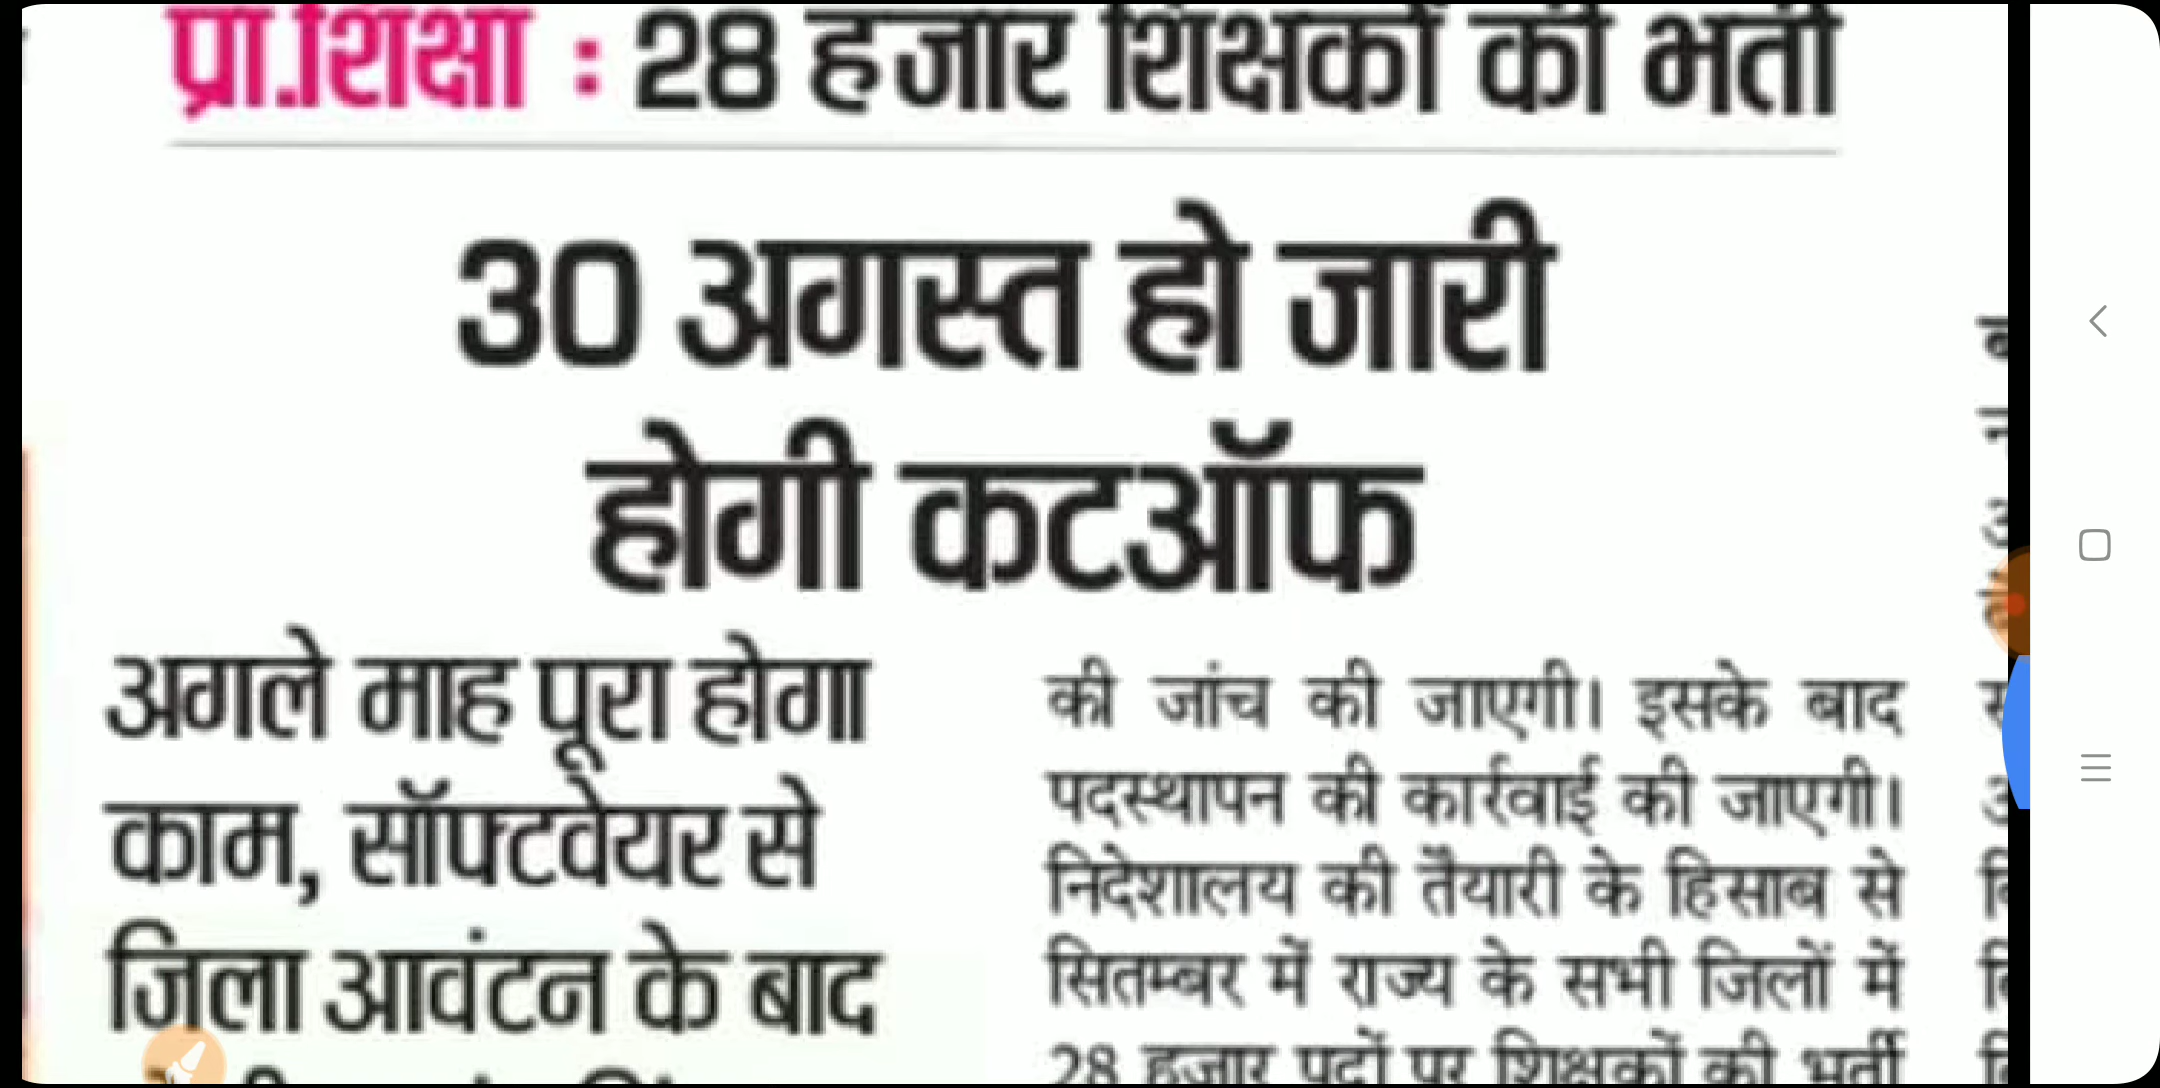 प्रा.शिक्षा : 28 हजार शिक्षकों की भर्ती
30 अगस्त हो जारी
होगी कटऑफ
अगले माह पूरा होगा
काम, सॉफ्टवेयर से
जिला आवंटन के बाद
की जांच की जाएगी। इसके बाद
पदस्थापन की कार्रवाई की जाएगी।
निदेशालय की तैयारी के हिसाब से
सितम्बर में राज्य के सभी जिलों में
28 हजार पदों पर शिक्षकों की भर्ती